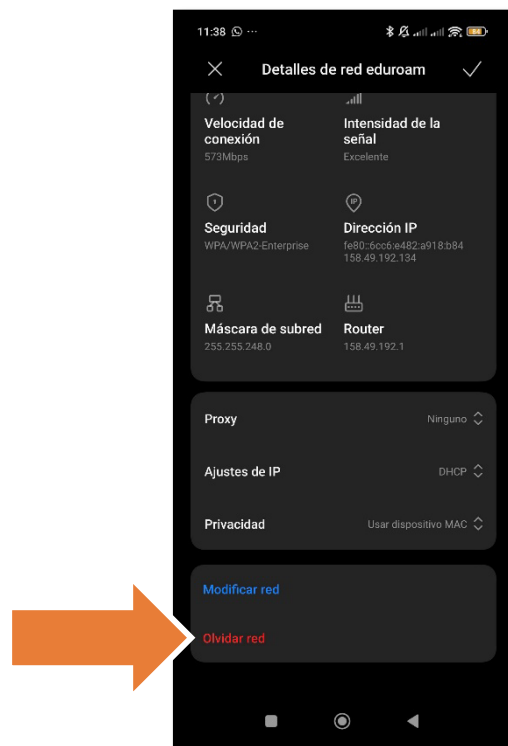 11:38
84
Detalles de red eduroam
Velocidad de conexión
Intensidad de la señal
573Mbps
Excelente
IP
Seguridad
Dirección IP
WPA/WPA2-Enterprise
fe80::6cc6:e482:a918:b84
158.49.192.134
Máscara de subred
Router
255.255.248.0
158.49.192.1
Proxy
Ninguno
Ajustes de IP
DHCP
Privacidad
Usar dispositivo MAC
Modificar red
Olvidar red